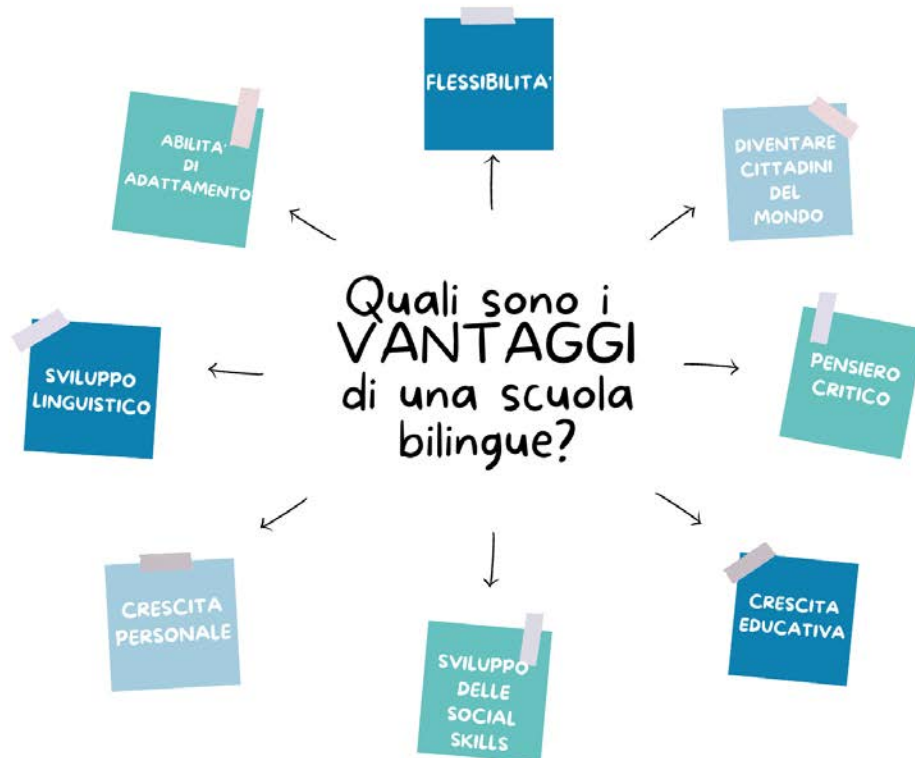 Quali sono i
VANTAGGI
di una scuola
bilingue?
FLESSIBILITA'
DIVENTARE
CITTADINI
DEL
MONDO
PENSIERO
CRITICO
CRESCITA
EDUCATIVA
SVILUPPO
DELLE
SOCIAL
SKILLS
CRESCITA
PERSONALE
SVILUPPO
LINGUISTICO
ABILITA'
DI
ADATTAMENTO